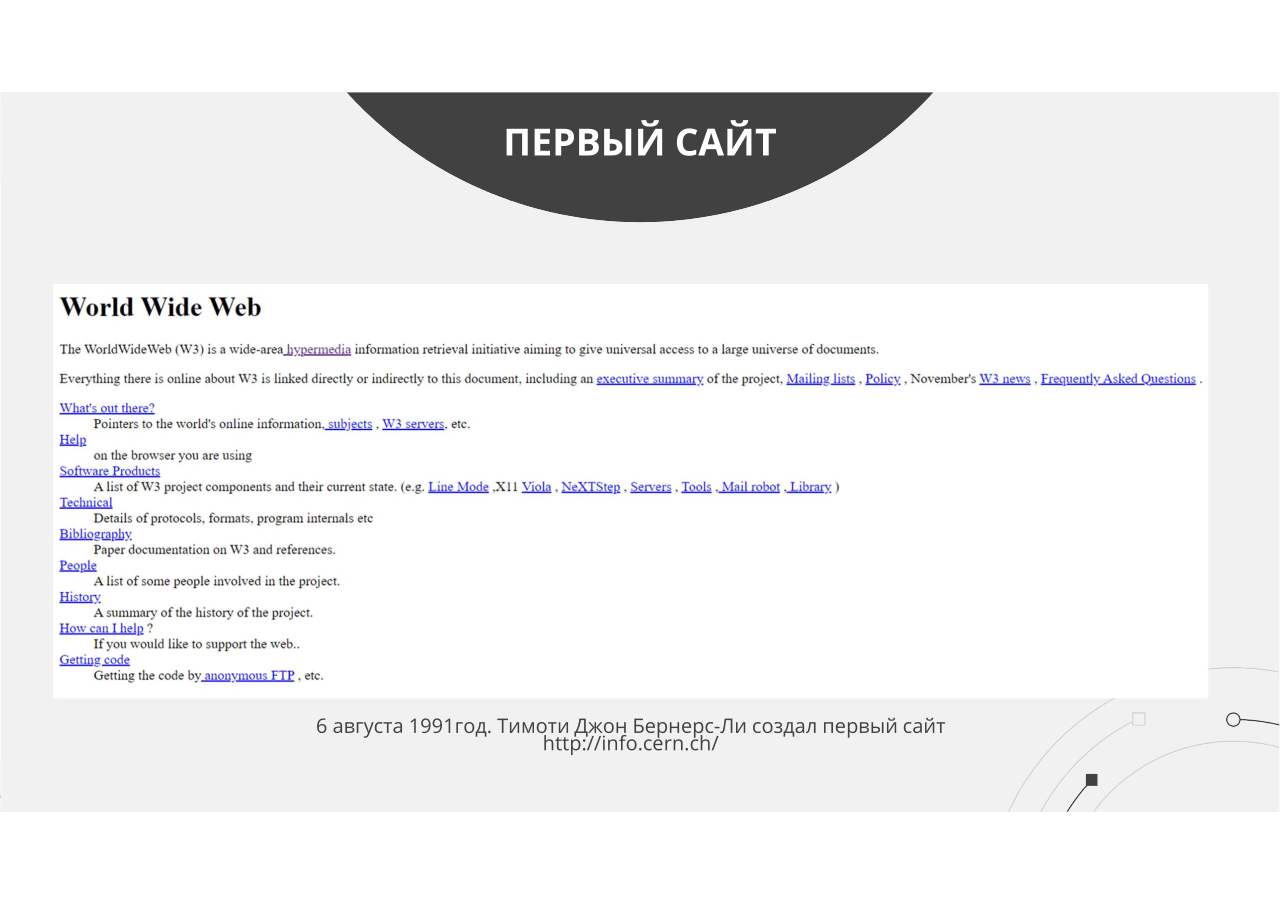 ПЕРВЫЙ САЙТ
World Wide Web
The WorldWideWeb (W3) is a wide-area hypermedia information retrieval initiative aiming to give universal access to a large universe of documents.
Everything there is online about W3 is linked directly or indirectly to this document, including an executive summary of the project, Mailing lists , Policy , November's W3 news , Frequently Asked Questions .
What's out there?
Pointers to the world's online information, subjects , W3 servers, etc.
Help
on the browser you are using
Software Products
A list of W3 project components and their current state. (e.g. Line Mode ,X11 Viola , NeXTStep , Servers , Tools , Mail robot , Library )
Technical
Details of protocols, formats, program internals etc
Bibliography
Paper documentation on W3 and references.
People
A list of some people involved in the project.
History
A summary of the history of the project.
How can I help ?
If you would like to support the web..
Getting code
Getting the code by anonymous FTP , etc.
6 августа 1991год. Тимоти Джон Бернерс-Ли создал первый сайт
http://info.cern.ch/